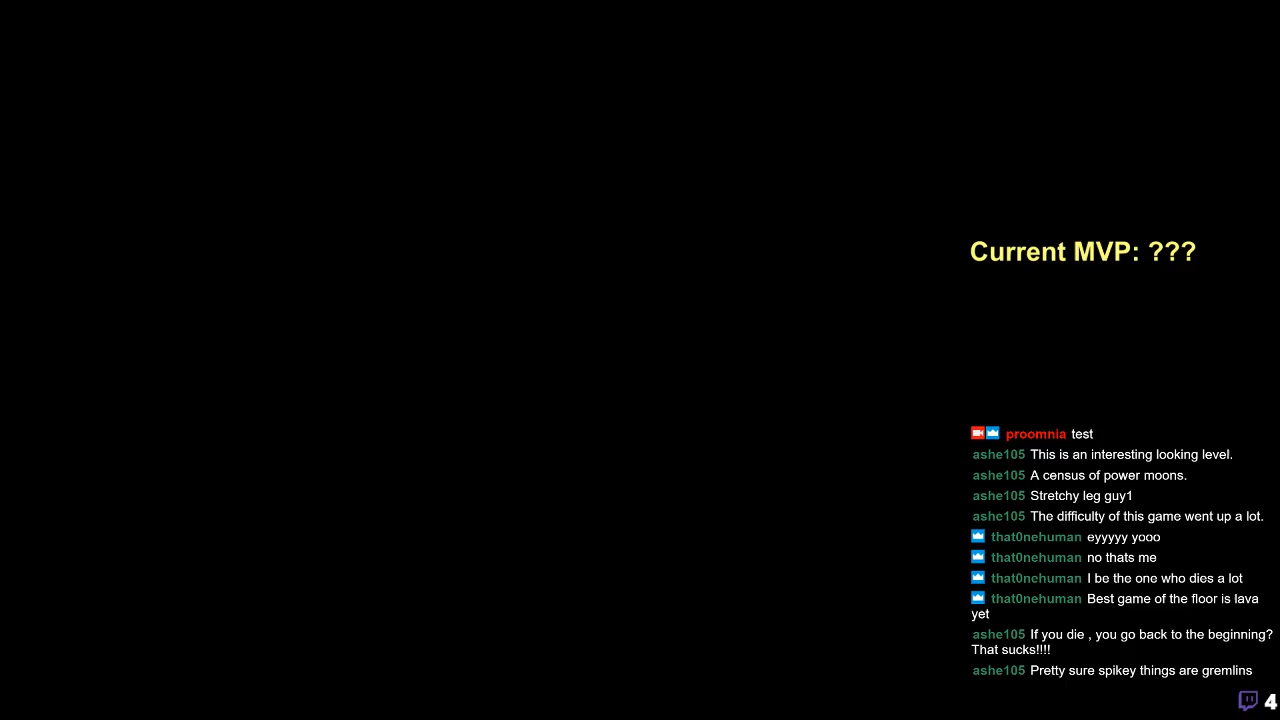 Current MVP: ???
proomnia test
ashe105 This is an interesting looking level.
ashe105 A census of power moons.
ashe105 Stretchy leg guy1
ashe105 The difficulty of this game went up a lot.
that0nehuman eyyyyy yooo
that0nehuman no thats me
that0nehuman I be the one who dies a lot
that0nehuman Best game of the floor is lava
yet
ashe105 If you die , you go back to the beginning?
That sucks!!!!
ashe105 Pretty sure spikey things are gremlins
4